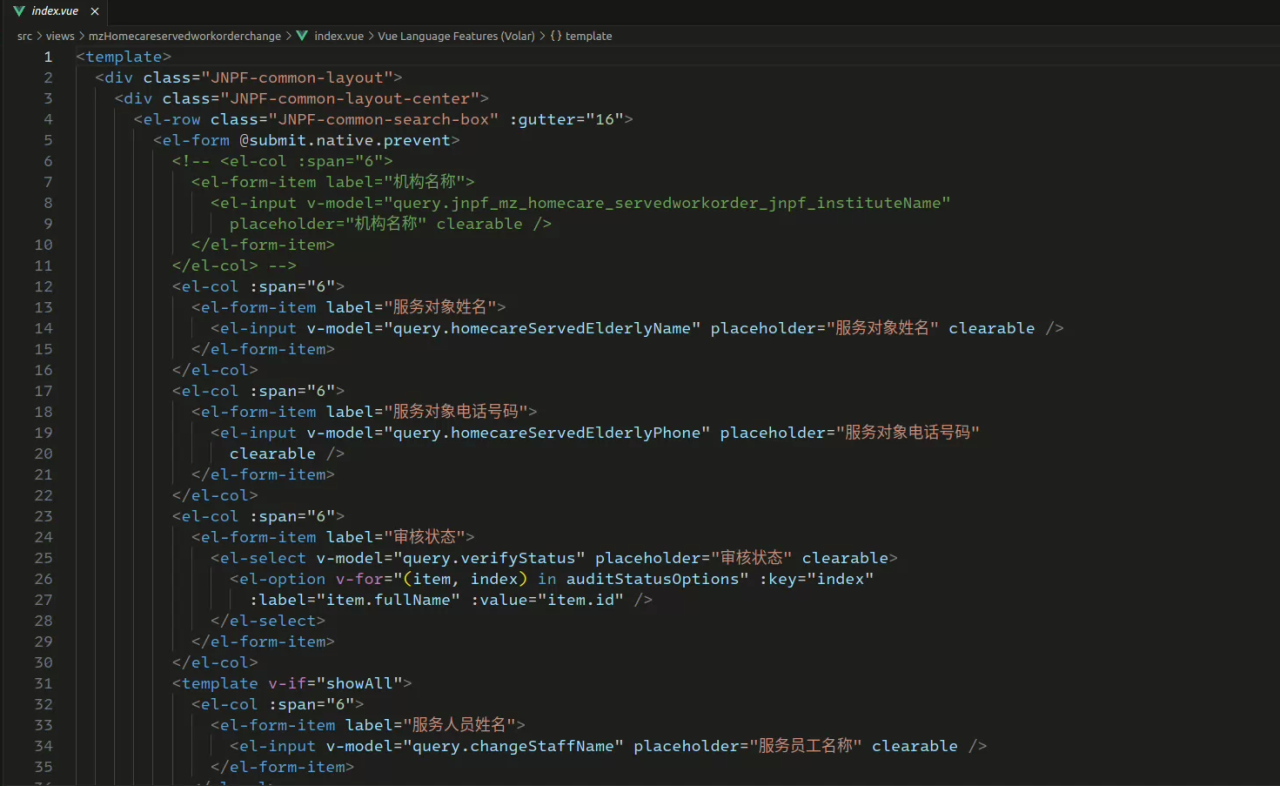 index.vue ×
src > views > mzHomecareservedworkorderchange > index.vue > Vue Language Features (Volar) > {} template
1 <template>
2 <div class="JNPF-common-layout">
3 <div class="JNPF-common-layout-center">
4 <el-row class="JNPF-common-search-box" :gutter="16">
5 <el-form @submit.native.prevent>
6 <!-- <el-col :span="6">
7 <el-form-item label="机构名称">
8 <el-input v-model="query.jnpf_mz_homecare_servedworkorder_jnpf_instituteName"
9 placeholder="机构名称" clearable />
10 </el-form-item>
11 </el-col> -->
12 <el-col :span="6">
13 <el-form-item label="服务对象姓名">
14 <el-input v-model="query.homecareServedElderlyName" placeholder="服务对象姓名" clearable />
15 </el-form-item>
16 </el-col>
17 <el-col :span="6">
18 <el-form-item label="服务对象电话号码">
19 <el-input v-model="query.homecareServedElderlyPhone" placeholder="服务对象电话号码"
20 clearable />
21 </el-form-item>
22 </el-col>
23 <el-col :span="6">
24 <el-form-item label="审核状态">
25 <el-select v-model="query.verifyStatus" placeholder="审核状态" clearable>
26 <el-option v-for="(item, index) in auditStatusOptions" :key="index"
27 :label="item.fullName" :value="item.id" />
28 </el-select>
29 </el-form-item>
30 </el-col>
31 <template v-if="showAll">
32 <el-col :span="6">
33 <el-form-item label="服务人员姓名">
34 <el-input v-model="query.changeStaffName" placeholder="服务员工名称" clearable />
35 </el-form-item>